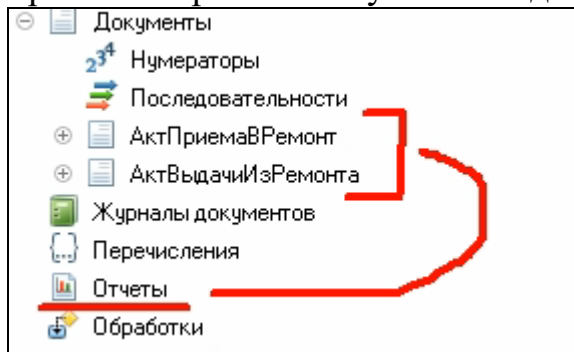 Документы
Нумераторы
Последовательности
АктПриемаВРемонт
АктВыдачиИзРемонта
Журналы документов
Перечисления
Отчеты
Обработки